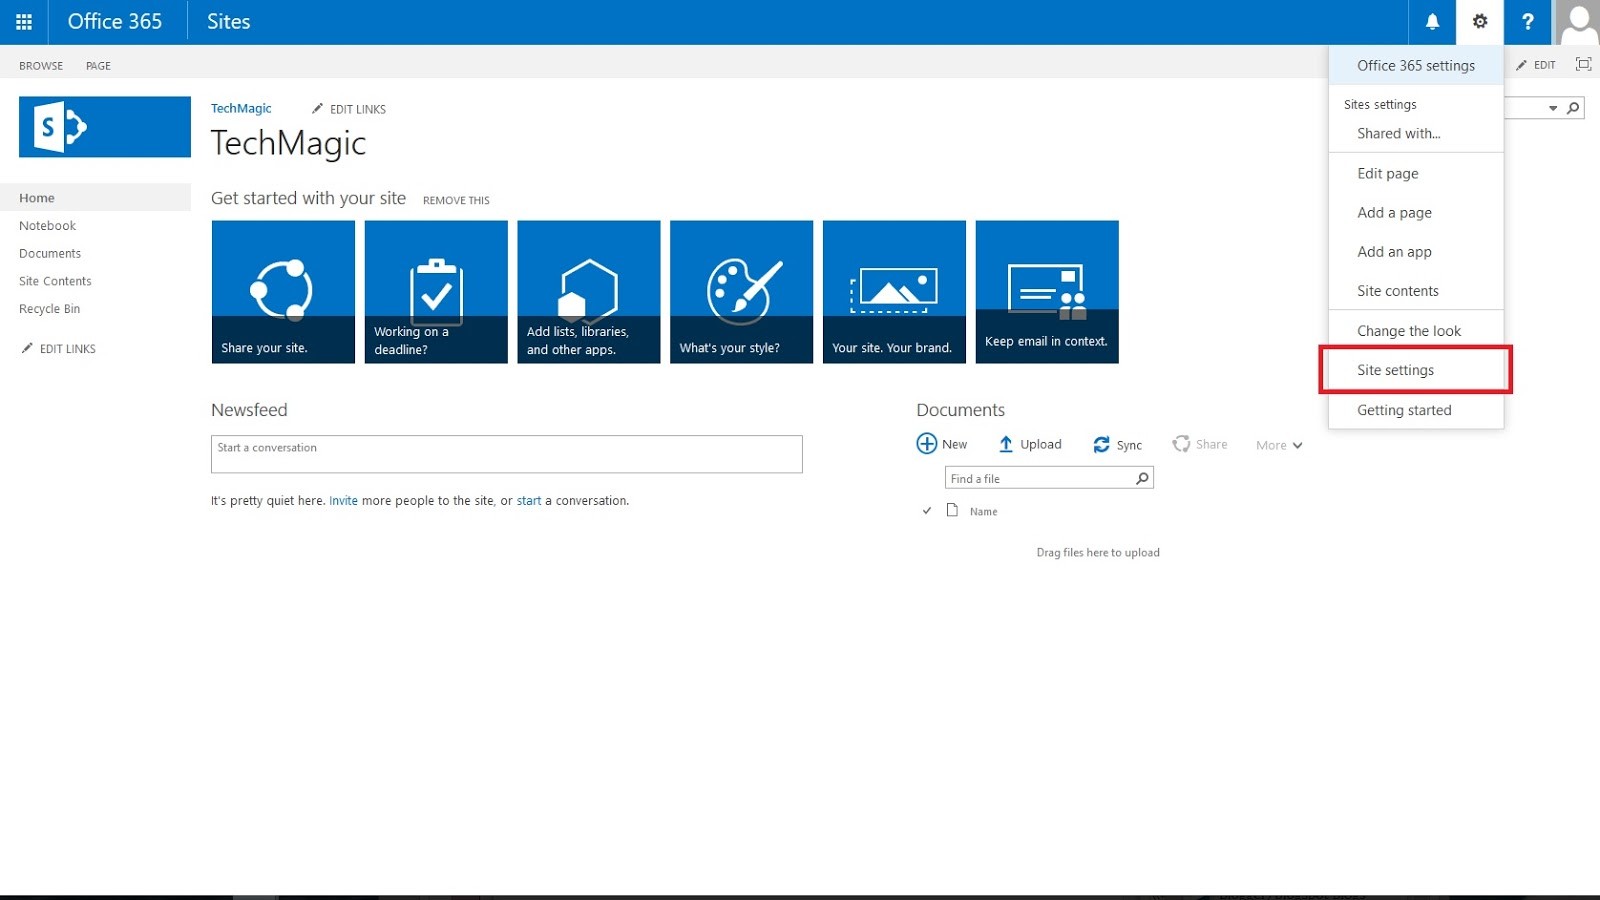 Office 365
Sites
?
BROWSE
PAGE
EDIT
S
TechMagic
EDIT LINKS
TechMagic
Home
Notebook
Documents
Site Contents
Recycle Bin
EDIT LINKS
Get started with your site
REMOVE THIS
Share your site.
Working on a
deadline?
Add lists, libraries,
and other apps.
What's your style?
Your site. Your brand.
Keep email in context.
Newsfeed
Start a conversation
It's pretty quiet here. Invite more people to the site, or start a conversation.
Documents
New
Upload
Sync
Share
More
Find a file
Name
Drag files here to upload
Office 365 settings
Sites settings
Shared with...
Edit page
Add a page
Add an app
Site contents
Change the look
Site settings
Getting started